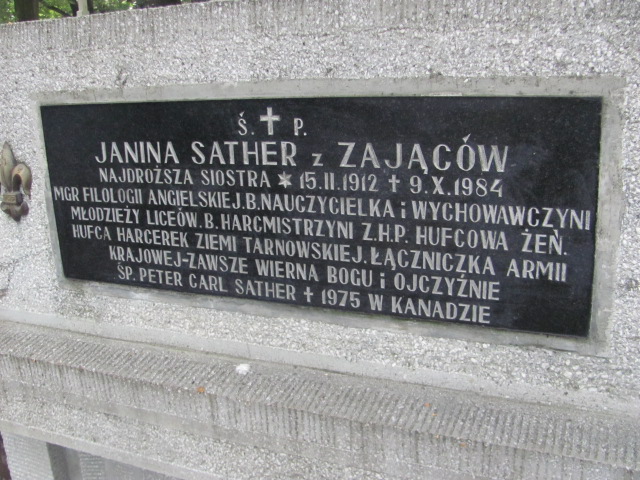 Ś. ✝ P.
JANINA SATHER Z ZAJĄCÓW
NAJDROŻSZA SIOSTRA * 15.II.1912 ✝ 9.X.1984
MGR FILOLOGII ANGIELSKIEJ.B.NAUCZYCIELKA I WYCHOWAWCZYNI
MŁODZIEŻY LICEÓW. B. HARCMISTRZYNI Z.H.P. HUFCOWA ŻEŃ.
HUFCA HARCEREK ZIEMI TARNOWSKIEJ. ŁĄCZNICZKA ARMII
KRAJOWEJ-ZAWSZE WIERNA BOGU I OJCZYŹNIE
ŚP. PETER CARL SATHER ✝ 1975 W KANADZIE